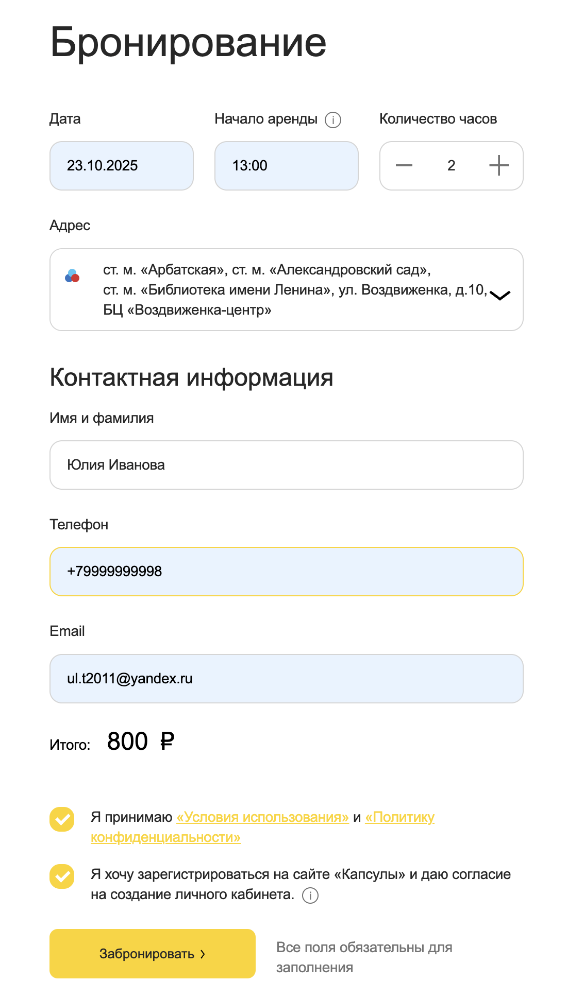 Бронирование
Дата
Начало аренды
Количество часов
23.10.2025
13:00
2
Адрес
ст. м. «Арбатская», ст. м. «Александровский сад»,
ст. м. «Библиотека имени Ленина», ул. Воздвиженка, д.10,
БЦ «Воздвиженка-центр»
Контактная информация
Имя и фамилия
Юлия Иванова
Телефон
+79999999998
Email
ul.t2011@yandex.ru
Итого: 800 ₽
Я принимаю «Условия использования» и «Политику
конфиденциальности»
Я хочу зарегистрироваться на сайте «Капсулы» и даю согласие
на создание личного кабинета.
Забронировать ›
Все поля обязательны для
заполнения